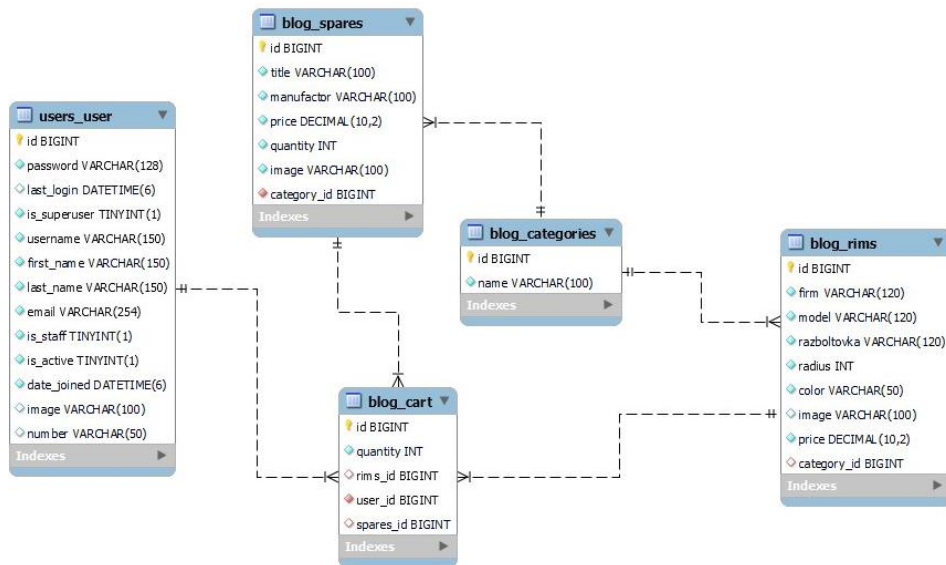 blog_spares
id BIGINT
title VARCHAR(100)
manufactor VARCHAR(100)
price DECIMAL(10,2)
quantity INT
image VARCHAR(100)
category_id BIGINT
Indexes
users_user
id BIGINT
password VARCHAR(128)
last_login DATETIME(6)
is_superuser TINYINT(1)
username VARCHAR(150)
first_name VARCHAR(150)
last_name VARCHAR(150)
email VARCHAR(254)
is_staff TINYINT(1)
is_active TINYINT(1)
date_joined DATETIME(6)
image VARCHAR(100)
number VARCHAR(50)
Indexes
blog_categories
id BIGINT
name VARCHAR(100)
Indexes
blog_rims
id BIGINT
firm VARCHAR(120)
model VARCHAR(120)
razboltovka VARCHAR(120)
radius INT
color VARCHAR(50)
image VARCHAR(100)
price DECIMAL(10,2)
category_id BIGINT
Indexes
blog_cart
id BIGINT
quantity INT
rims_id BIGINT
user_id BIGINT
spares_id BIGINT
Indexes